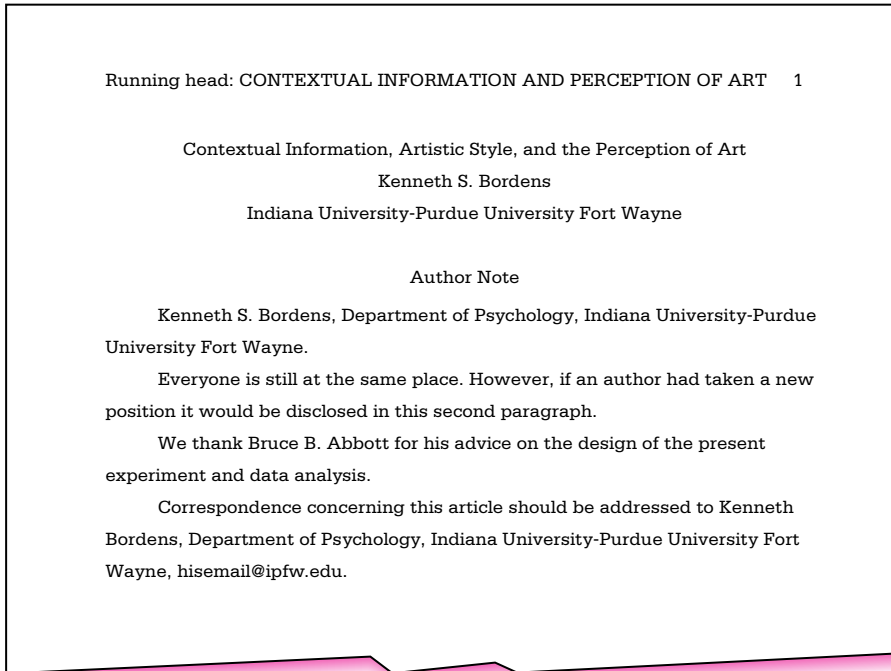 Running head: CONTEXTUAL INFORMATION AND PERCEPTION OF ART 1
Contextual Information, Artistic Style, and the Perception of Art
Kenneth S. Bordens
Indiana University-Purdue University Fort Wayne
Author Note
Kenneth S. Bordens, Department of Psychology, Indiana University-Purdue
University Fort Wayne.
Everyone is still at the same place. However, if an author had taken a new
position it would be disclosed in this second paragraph.
We thank Bruce B. Abbott for his advice on the design of the present
experiment and data analysis.
Correspondence concerning this article should be addressed to Kenneth
Bordens, Department of Psychology, Indiana University-Purdue University Fort
Wayne, hisemail@ipfw.edu.